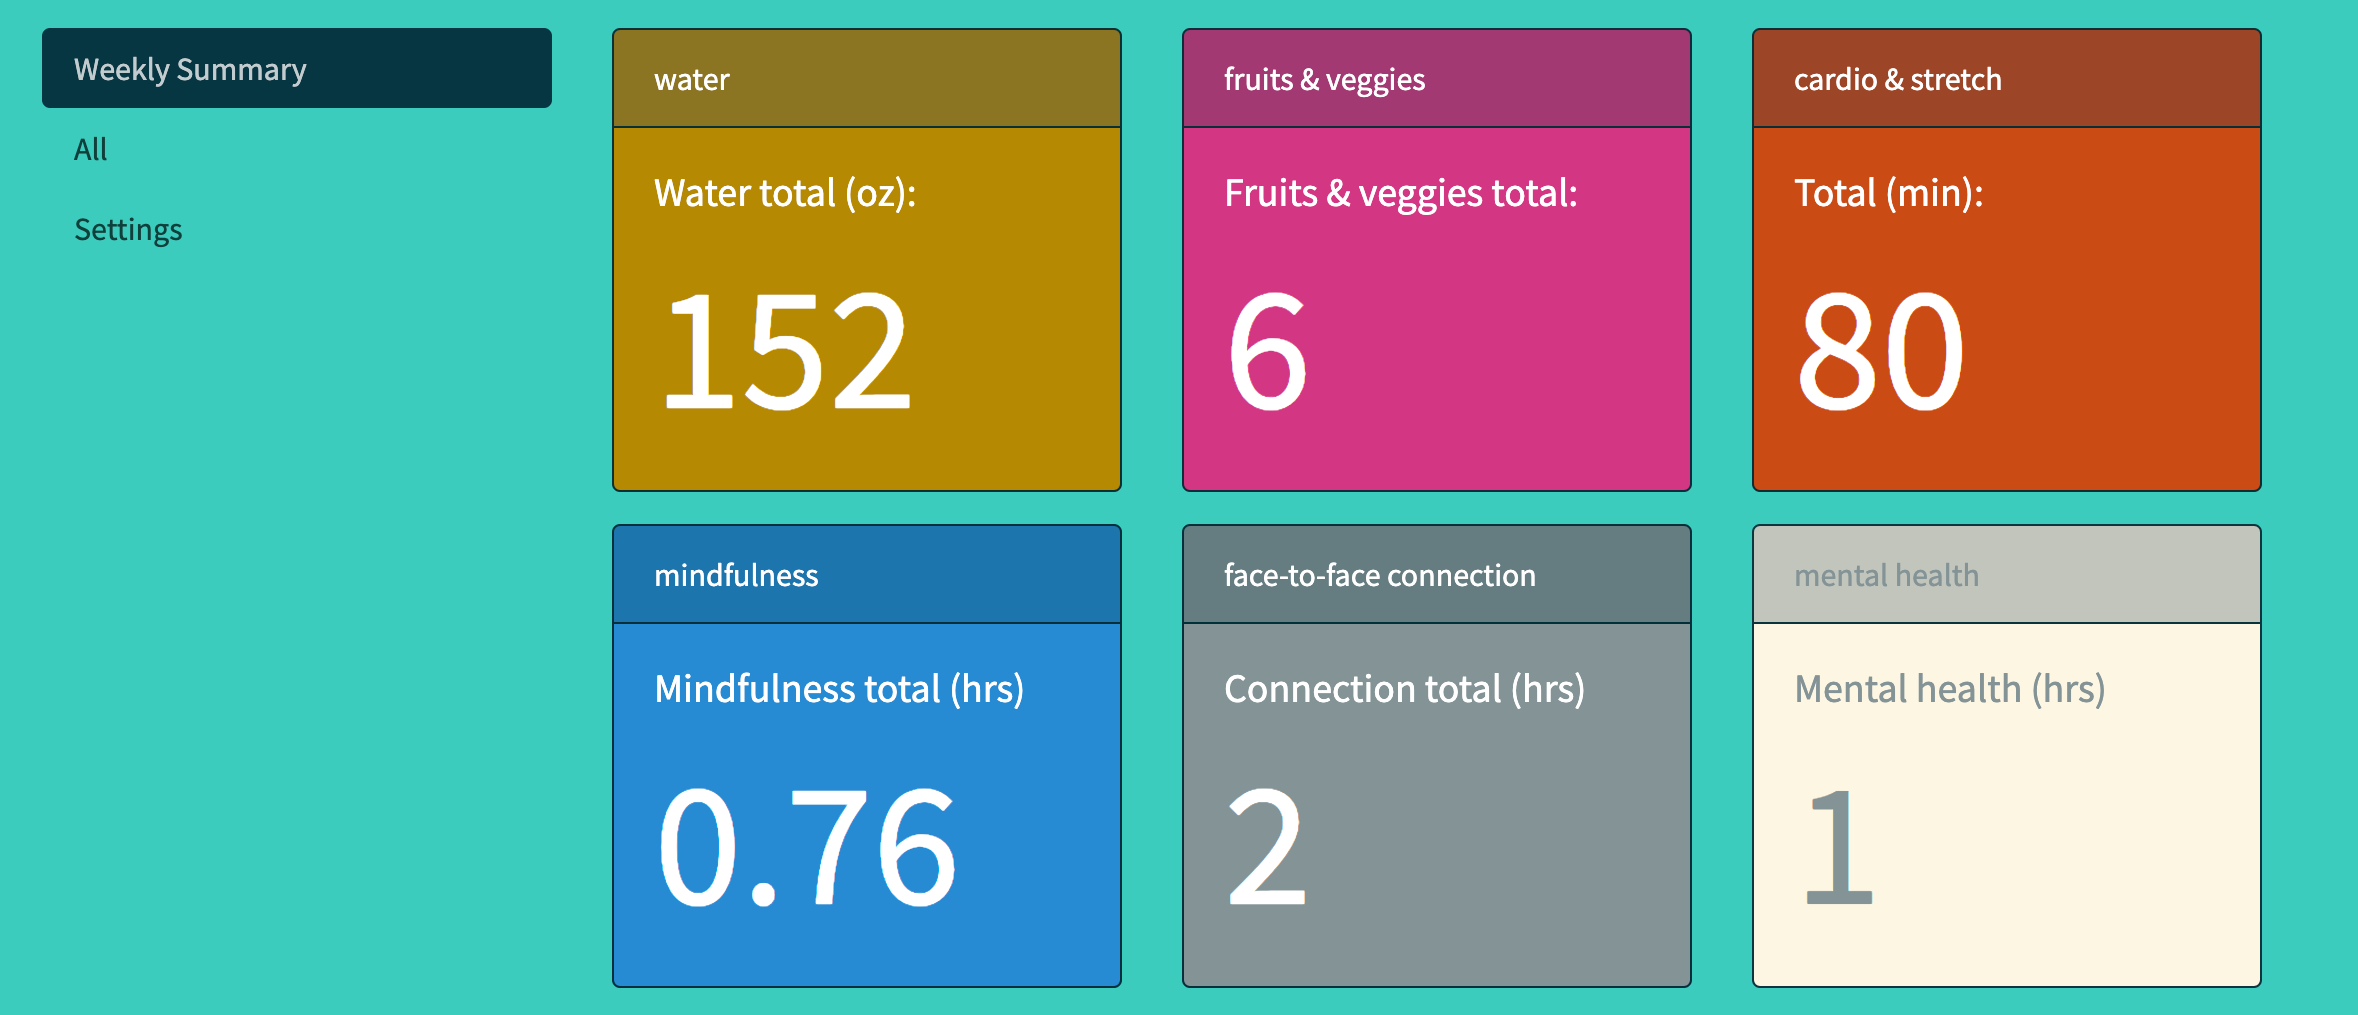 Weekly Summary
All
Settings
water
Water total (oz):
152
fruits & veggies
Fruits & veggies total:
6
cardio & stretch
Total (min):
80
mindfulness
Mindfulness total (hrs)
0.76
face-to-face connection
Connection total (hrs)
2
mental health
Mental health (hrs)
1